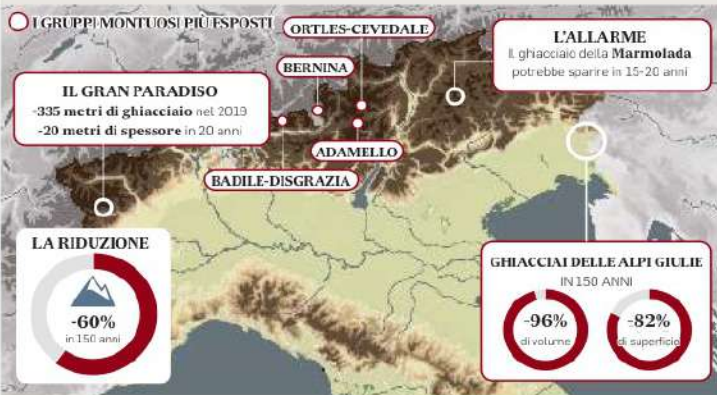 I GRUPPI MONTUOSI PIÙ ESPOSTI
ORTLES-CEVEDALE
BERNINA
ADAMELLO
BADILE-DISGRAZIA
L'ALLARME
Il ghiacciaio della Marmolada
potrebbe sparire in 15-20 anni
IL GRAN PARADISO
-335 metri di ghiacciaio nel 2019
-20 metri di spessore in 20 anni
LA RIDUZIONE
-60%
in 150 anni
GHIACCIAI DELLE ALPI GIULIE
IN 150 ANNI
-96%
di volume
-82%
di superficie